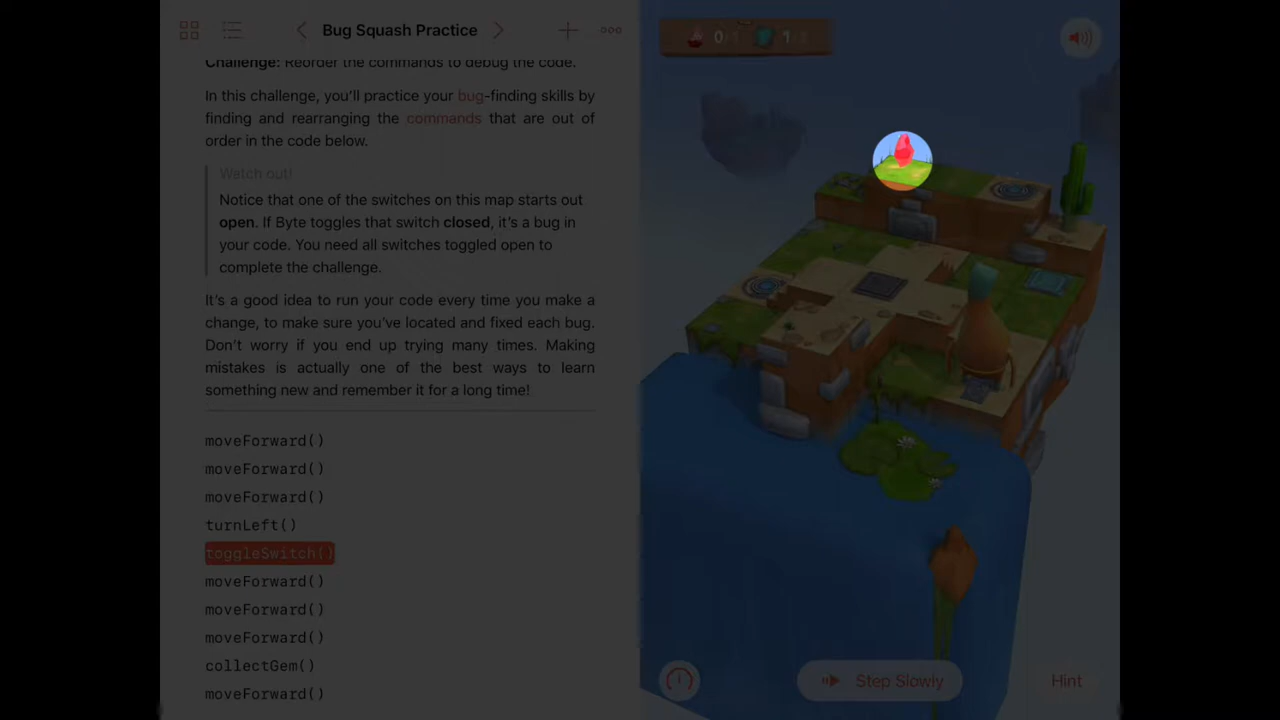 Bug Squash Practice
Challenge: Reorder the commands to debug the code.
In this challenge, you'll practice your bug-finding skills by
finding and rearranging the commands that are out of
order in the code below.
Watch out!
Notice that one of the switches on this map starts out
open. If Byte toggles that switch closed, it's a bug in
your code. You need all switches toggled open to
complete the challenge.
It's a good idea to run your code every time you make a
change, to make sure you've located and fixed each bug.
Don't worry if you end up trying many times. Making
mistakes is actually one of the best ways to learn
something new and remember it for a long time!
moveForward()
moveForward()
moveForward()
turnLeft()
toggleSwitch()
moveForward()
moveForward()
moveForward()
collectGem()
moveForward()
0
1
Step Slowly
Hint